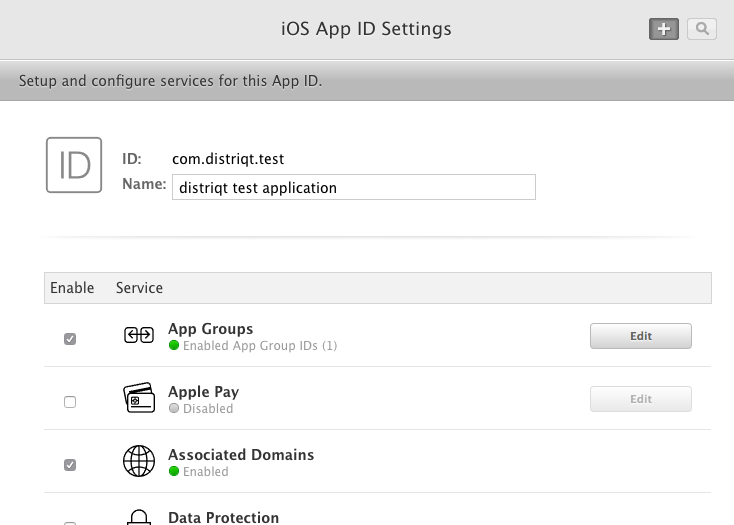 iOS App ID Settings
Setup and configure services for this App ID.
ID
ID: com.distriqt.test
Name: distriqt test application
Enable Service
App Groups
Enabled App Group IDs (1)
Edit
Apple Pay
Disabled
Edit
Associated Domains
Enabled
Data Protection